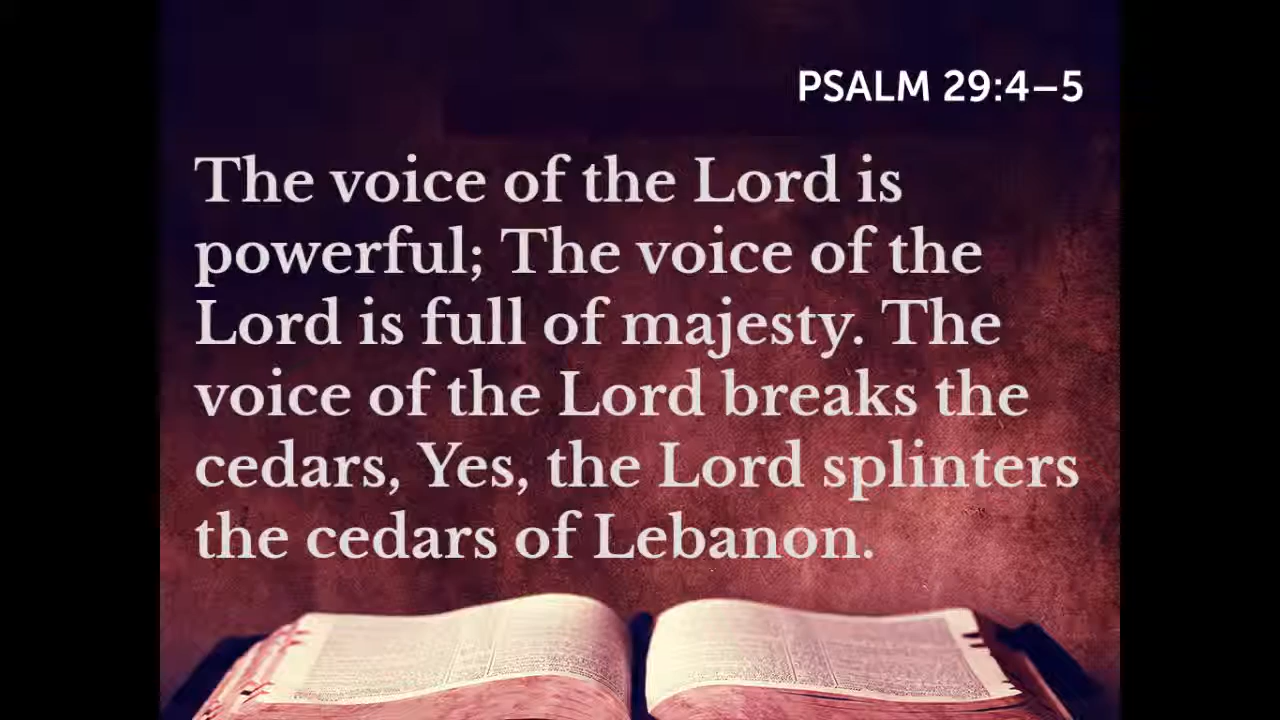 PSALM 29:4–5
The voice of the Lord is
powerful; The voice of the
Lord is full of majesty. The
voice of the Lord breaks the
cedars, Yes, the Lord splinters
the cedars of Lebanon.